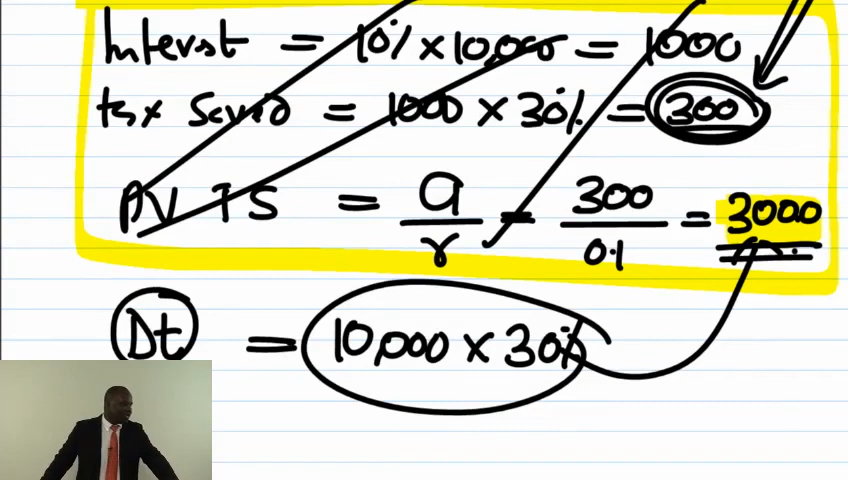 Interst = 10% × 10,000 = 1000
tax Saved = 1000 × 30% = 300
PV TS = a/r = 300/0.1 = 3000
Dt = 10,000 × 30%